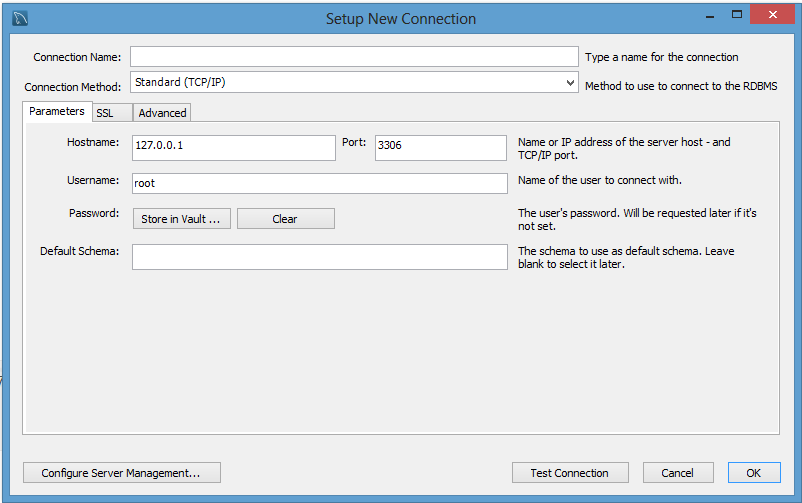 Setup New Connection
Connection Name:
Type a name for the connection
Connection Method: Standard (TCP/IP)
Method to use to connect to the RDBMS
Parameters SSL Advanced
Hostname: 127.0.0.1 Port: 3306
Name or IP address of the server host - and
TCP/IP port.
Username: root
Name of the user to connect with.
Password: Store in Vault ... Clear
The user's password. Will be requested later if it's
not set.
Default Schema:
The schema to use as default schema. Leave
blank to select it later.
Configure Server Management... Test Connection Cancel OK